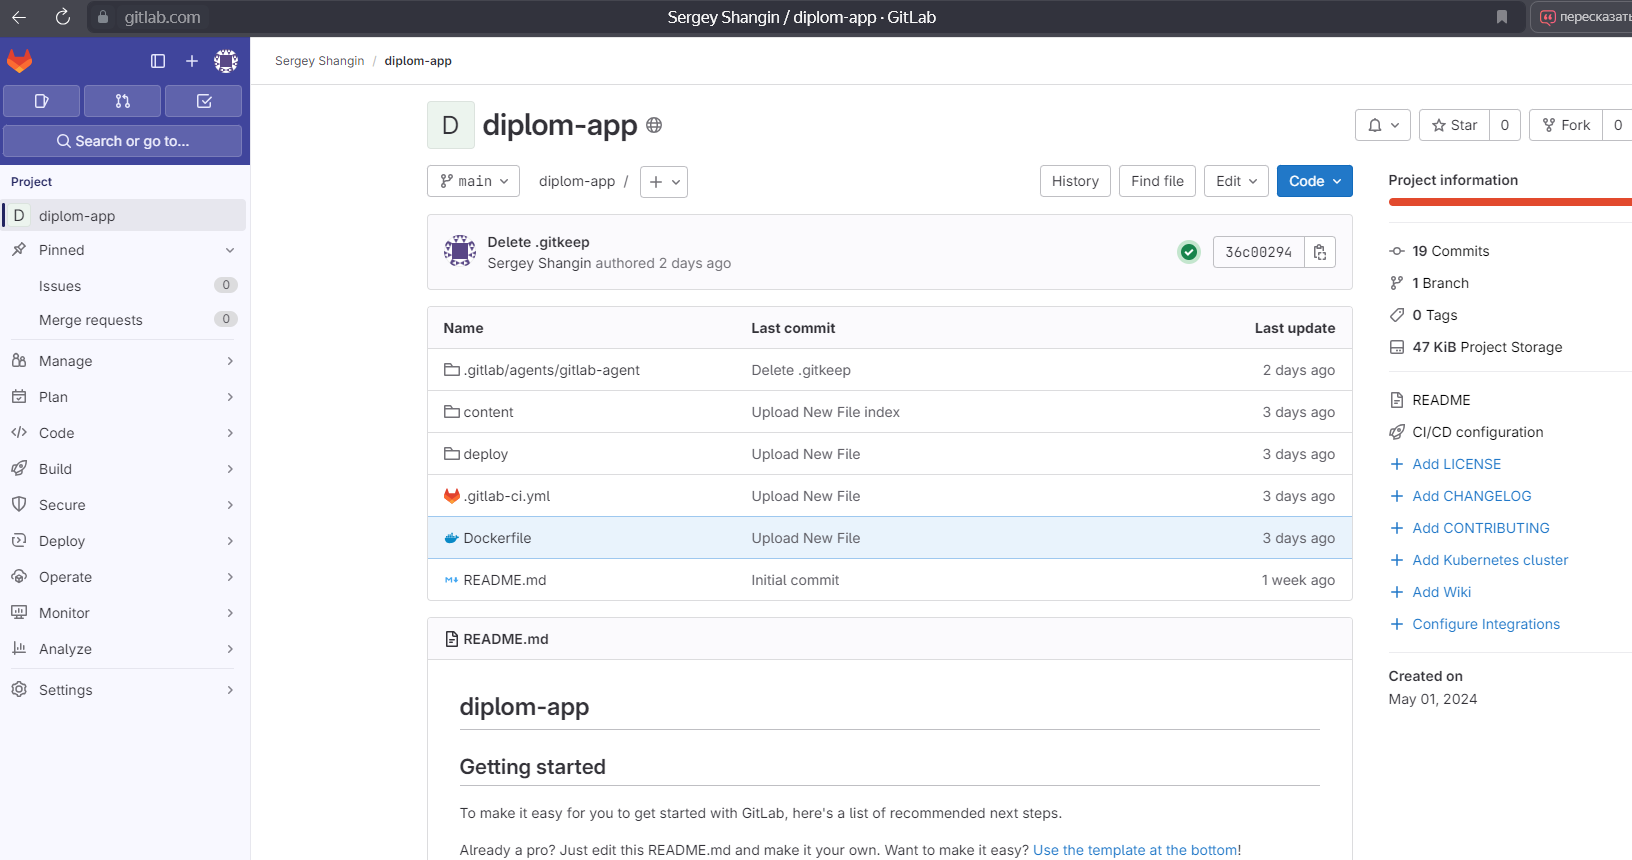 gitlab.com
Sergey Shangin / diplom-app · GitLab
пересказать
Sergey Shangin / diplom-app
Search or go to...
Project
D diplom-app
Pinned
Issues 0
Merge requests 0
Manage
Plan
Code
Build
Secure
Deploy
Operate
Monitor
Analyze
Settings
D diplom-app
Star 0
Fork 0
main
diplom-app /
History
Find file
Edit
Code
Delete .gitkeep
Sergey Shangin authored 2 days ago
36c00294
Name Last commit Last update
.gitlab/agents/gitlab-agent Delete .gitkeep 2 days ago
content Upload New File index 3 days ago
deploy Upload New File 3 days ago
.gitlab-ci.yml Upload New File 3 days ago
Dockerfile Upload New File 3 days ago
README.md Initial commit 1 week ago
README.md
diplom-app
Getting started
To make it easy for you to get started with GitLab, here's a list of recommended next steps.
Already a pro? Just edit this README.md and make it your own. Want to make it easy? Use the template at the bottom!
Project information
19 Commits
1 Branch
0 Tags
47 KiB Project Storage
README
CI/CD configuration
Add LICENSE
Add CHANGELOG
Add CONTRIBUTING
Add Kubernetes cluster
Add Wiki
Configure Integrations
Created on
May 01, 2024